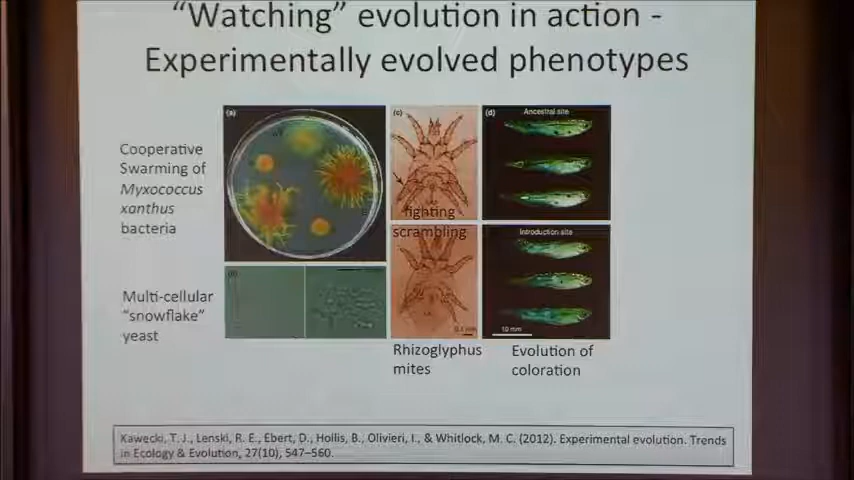 “Watching” evolution in action -
Experimentally evolved phenotypes
Cooperative
Swarming of
Myxococcus
xanthus
bacteria
Multi-cellular
“snowflake”
yeast
(a)
(c)
fighting
scrambling
(d)
Ancestral site
Introduction site
10 mm
Rhizoglyphus
mites
Evolution of
coloration
Kawecki, T. J., Lenski, R. E., Ebert, D., Hollis, B., Olivieri, I., & Whitlock, M. C. (2012). Experimental evolution. Trends
in Ecology & Evolution, 27(10), 547–560.